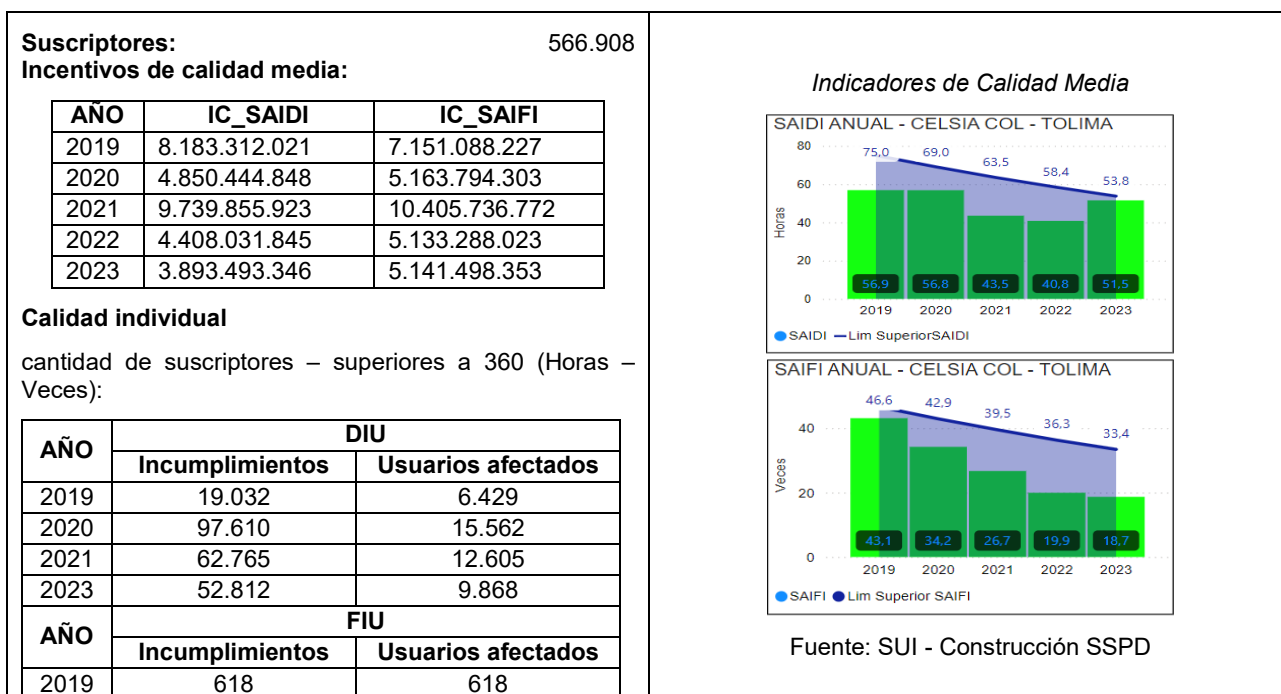 Suscriptores: 566.908
Incentivos de calidad media:
AÑO IC_SAIDI IC_SAIFI
2019 8.183.312.021 7.151.088.227
2020 4.850.444.848 5.163.794.303
2021 9.739.855.923 10.405.736.772
2022 4.408.031.845 5.133.288.023
2023 3.893.493.346 5.141.498.353
Calidad individual
cantidad de suscriptores – superiores a 360 (Horas –
Veces):
AÑO DIU
Incumplimientos Usuarios afectados
2019 19.032 6.429
2020 97.610 15.562
2021 62.765 12.605
2023 52.812 9.868
AÑO FIU
Incumplimientos Usuarios afectados
2019 618 618
Indicadores de Calidad Media
SAIDI ANUAL - CELSIA COL - TOLIMA
Horas
80
60
40
20
0
75,0 69,0 63,5 58,4 53,8
56,9 56,8 43,5 40,8 51,5
2019 2020 2021 2022 2023
SAIDI Lim SuperiorSAIDI
SAIFI ANUAL - CELSIA COL - TOLIMA
Veces
40
20
0
46,6 42,9 39,5 36,3 33,4
43,1 34,2 26,7 19,9 18,7
2019 2020 2021 2022 2023
SAIFI Lim Superior SAIFI
Fuente: SUI - Construcción SSPD